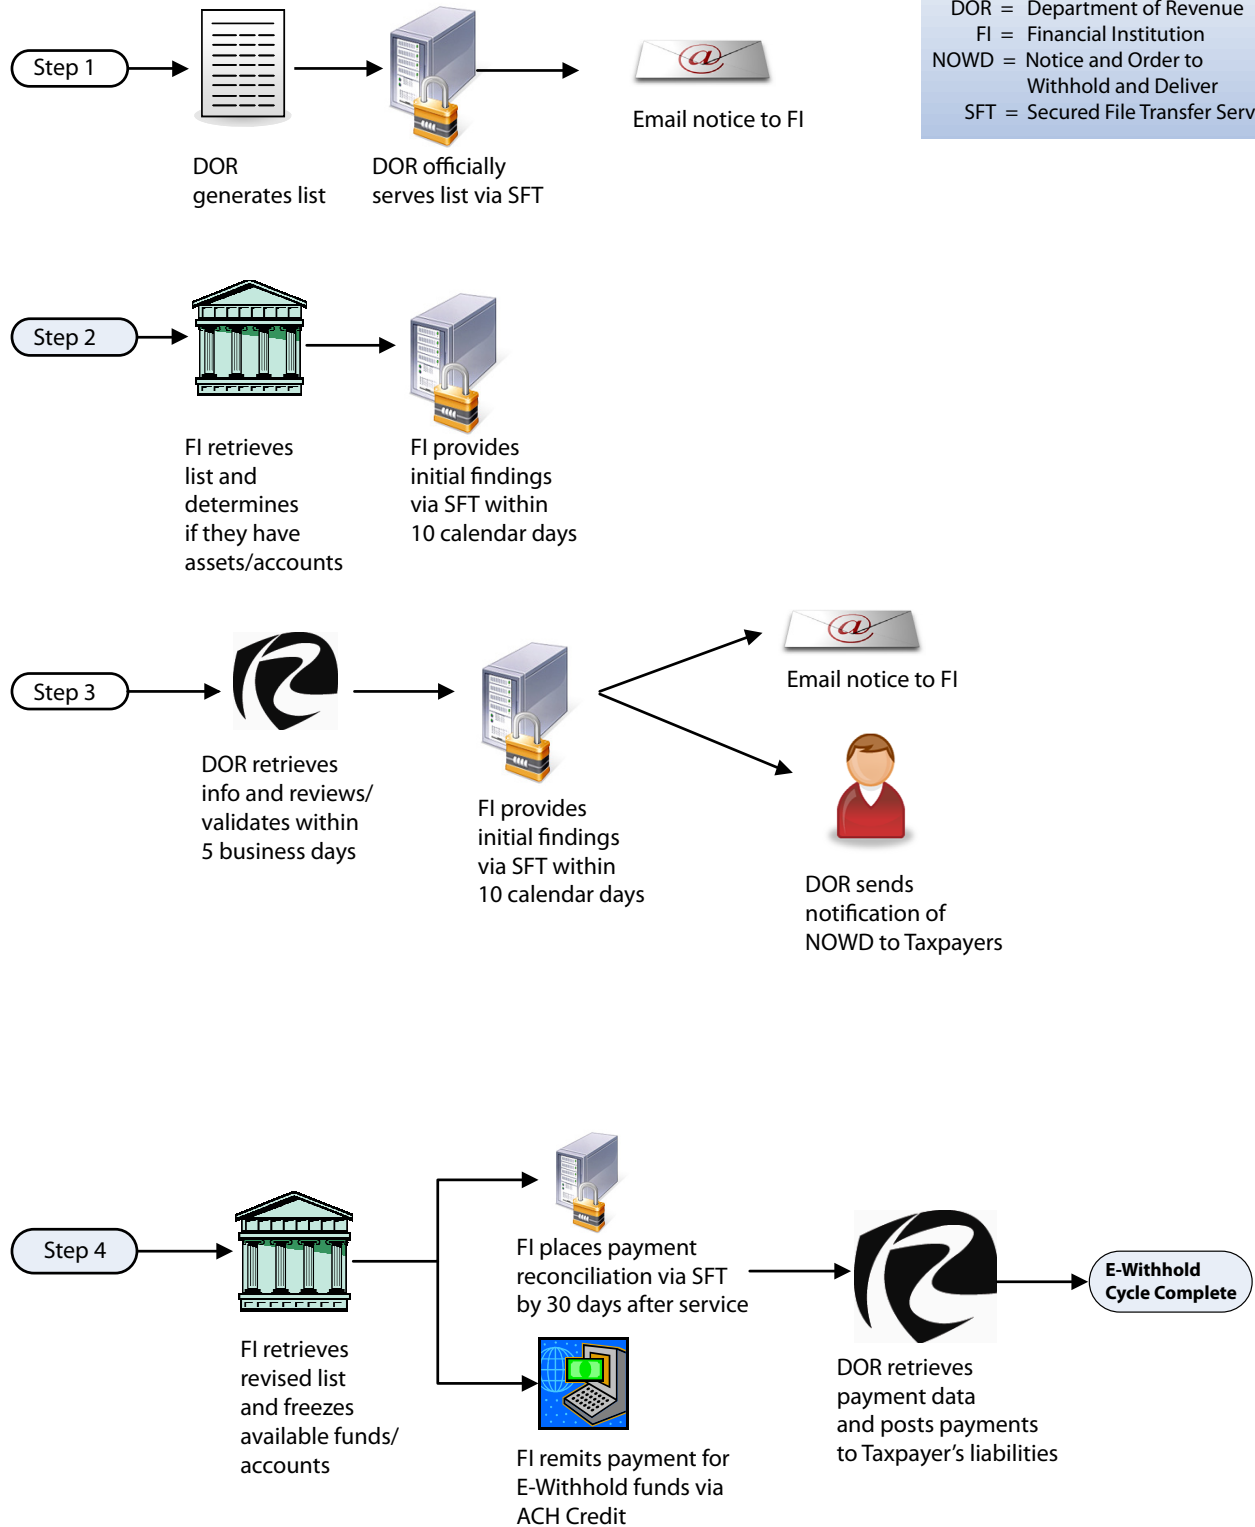 DOR = Department of Revenue
FI = Financial Institution
NOWD = Notice and Order to
Withhold and Deliver
SFT = Secured File Transfer Serv
Step 1
DOR
generates list
DOR officially
serves list via SFT
@
Email notice to FI
Step 2
FI retrieves
list and
determines
if they have
assets/accounts
FI provides
initial findings
via SFT within
10 calendar days
Step 3
DOR retrieves
info and reviews/
validates within
5 business days
FI provides
initial findings
via SFT within
10 calendar days
@
Email notice to FI
DOR sends
notification of
NOWD to Taxpayers
Step 4
FI retrieves
revised list
and freezes
available funds/
accounts
FI places payment
reconciliation via SFT
by 30 days after service
FI remits payment for
E-Withhold funds via
ACH Credit
DOR retrieves
payment data
and posts payments
to Taxpayer’s liabilities
E-Withhold
Cycle Complete